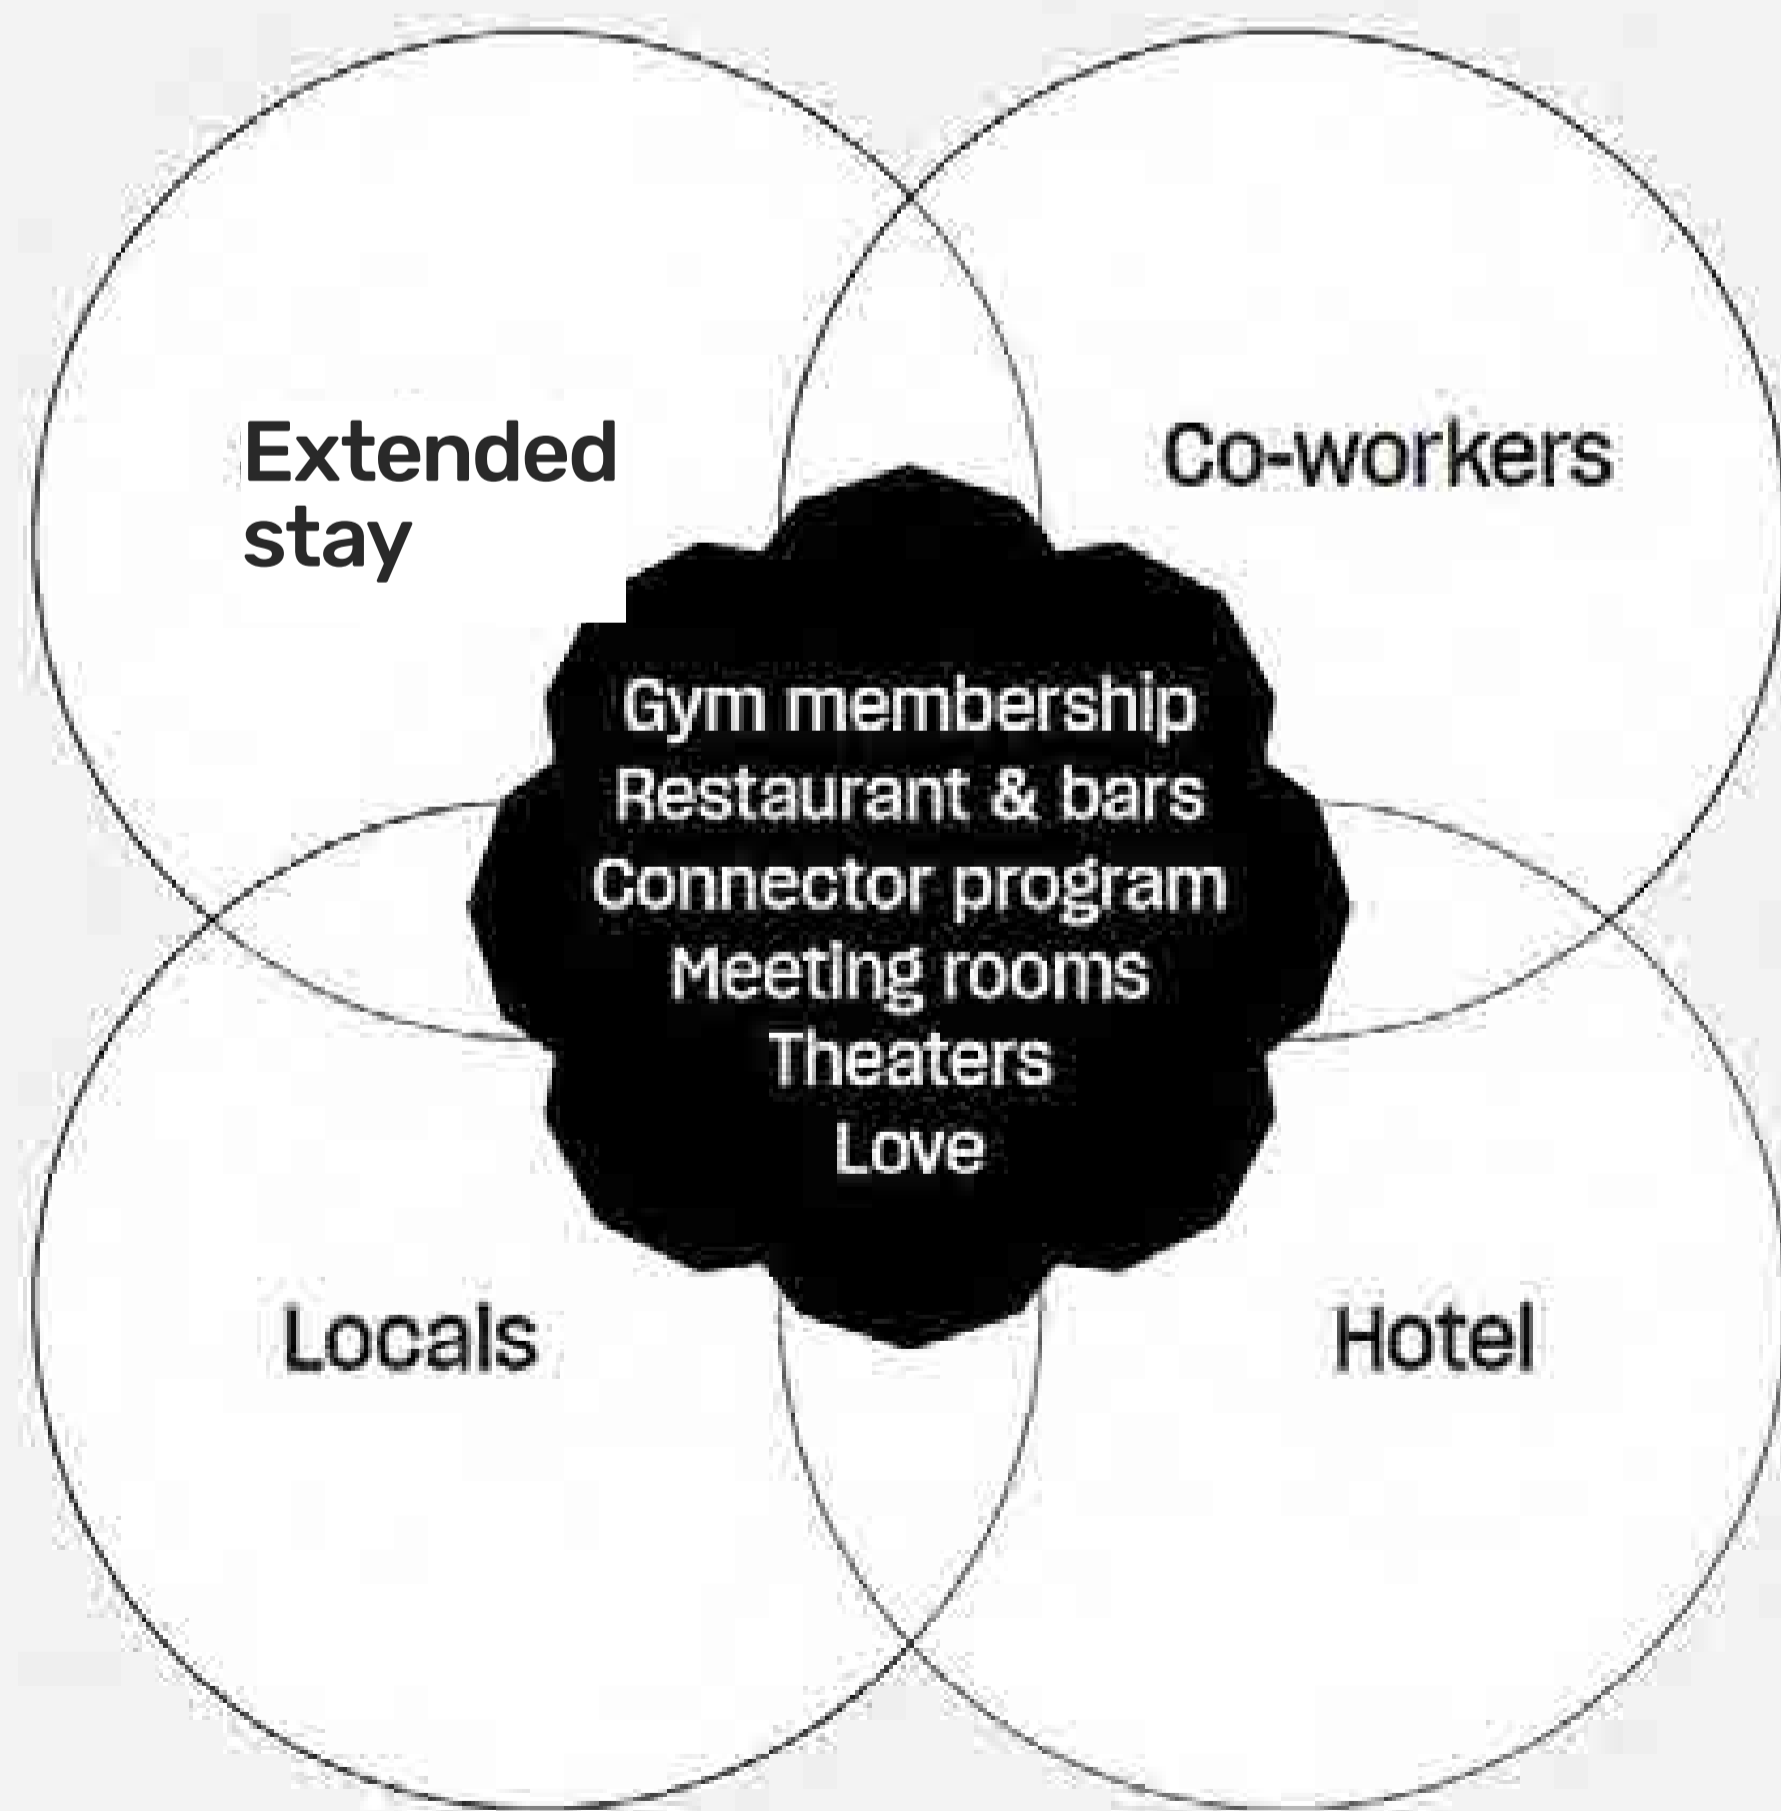 Extended
stay
Co-workers
Gym membership
Restaurant & bars
Connector program
Meeting rooms
Theaters
Love
Locals
Hotel